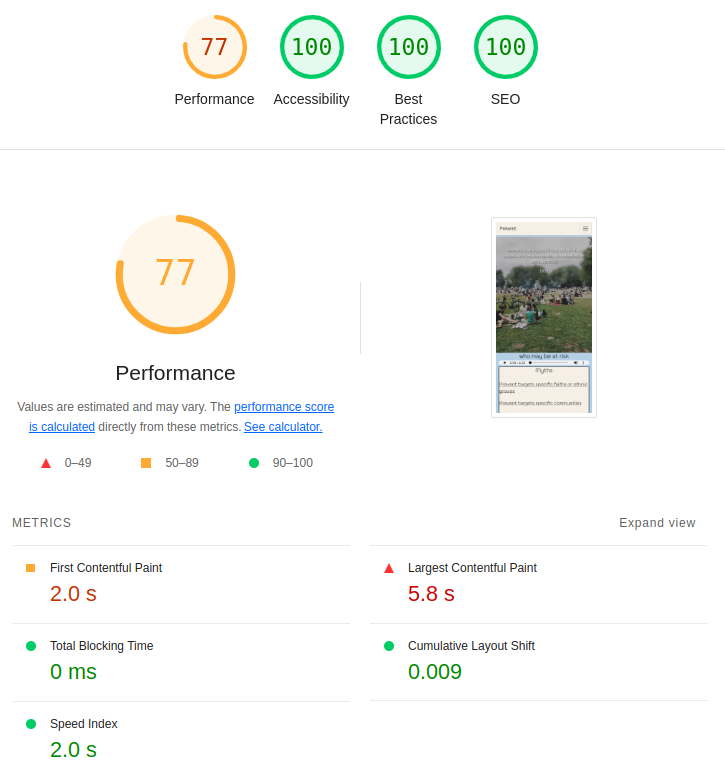 77
100
100
100
Performance
Accessibility
Best
Practices
SEO
77
Performance
Values are estimated and may vary. The performance score
is calculated directly from these metrics. See calculator.
0–49
50–89
90–100
Prevent
who may be at risk
Myths
Prevent targets specific faiths or ethnic
groups
Prevent targets specific communities
METRICS
Expand view
First Contentful Paint
2.0 s
Largest Contentful Paint
5.8 s
Total Blocking Time
0 ms
Cumulative Layout Shift
0.009
Speed Index
2.0 s